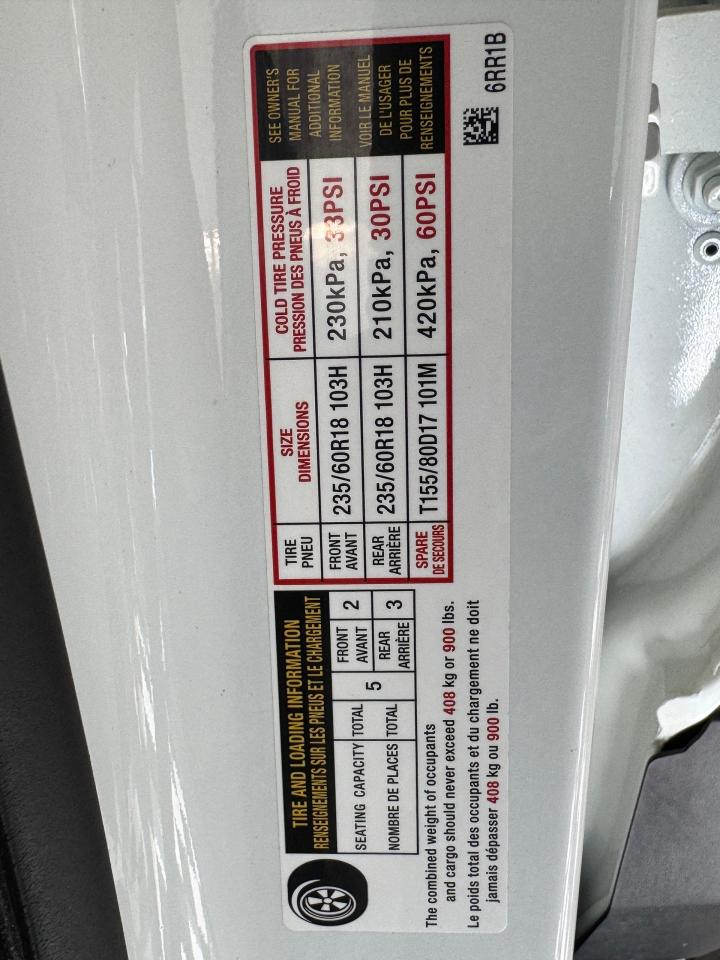 TIRE AND LOADING INFORMATION
RENSEIGNEMENTS SUR LES PNEUS ET LE CHARGEMENT
SEATING CAPACITY TOTAL
NOMBRE DE PLACES TOTAL
5
FRONT
AVANT
2
REAR
ARRIÈRE
3
The combined weight of occupants
and cargo should never exceed 408 kg or 900 lbs.
Le poids total des occupants et du chargement ne doit
jamais dépasser 408 kg ou 900 lb.
TIRE
PNEU
SIZE
DIMENSIONS
COLD TIRE PRESSURE
PRESSION DES PNEUS À FROID
FRONT
AVANT
235/60R18 103H
230kPa, 33PSI
REAR
ARRIÈRE
235/60R18 103H
210kPa, 30PSI
SPARE
DE SECOURS
T155/80D17 101M
420kPa, 60PSI
SEE OWNER'S
MANUAL FOR
ADDITIONAL
INFORMATION
VOIR LE MANUEL
DE L'USAGER
POUR PLUS DE
RENSEIGNEMENTS
6RR1B